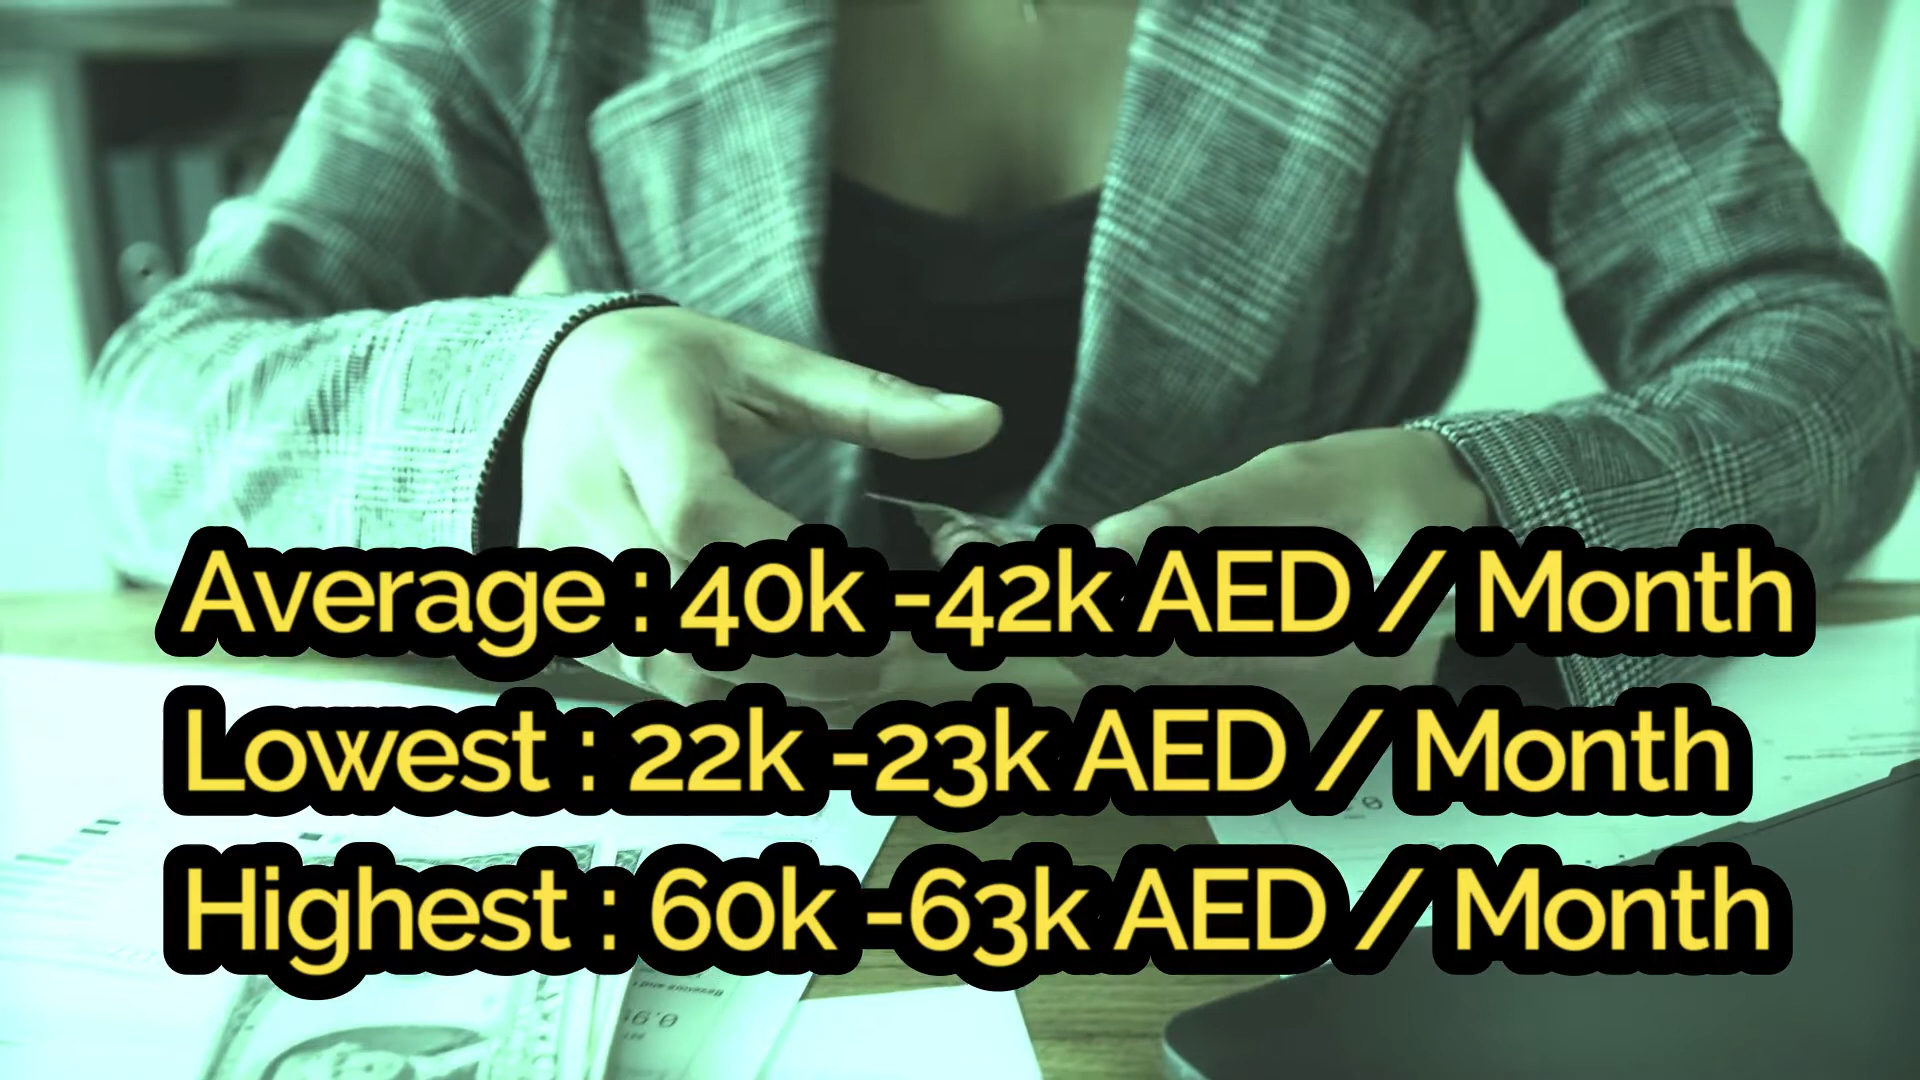 Average : 40k -42k AED / Month
Lowest : 22k -23k AED / Month
Highest : 60k -63k AED / Month